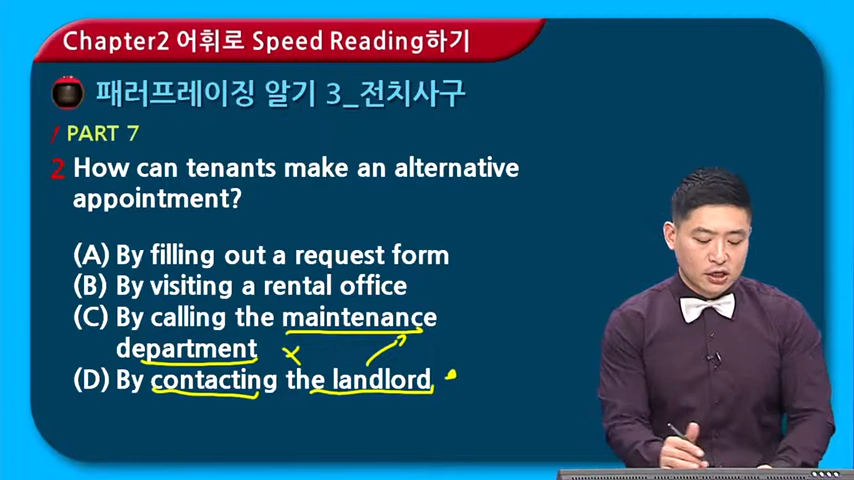 Chapter2 어휘로 Speed Reading하기
패러프레이징 알기 3_전치사구
/ PART 7
2 How can tenants make an alternative
appointment?
(A) By filling out a request form
(B) By visiting a rental office
(C) By calling the maintenance
department
(D) By contacting the landlord